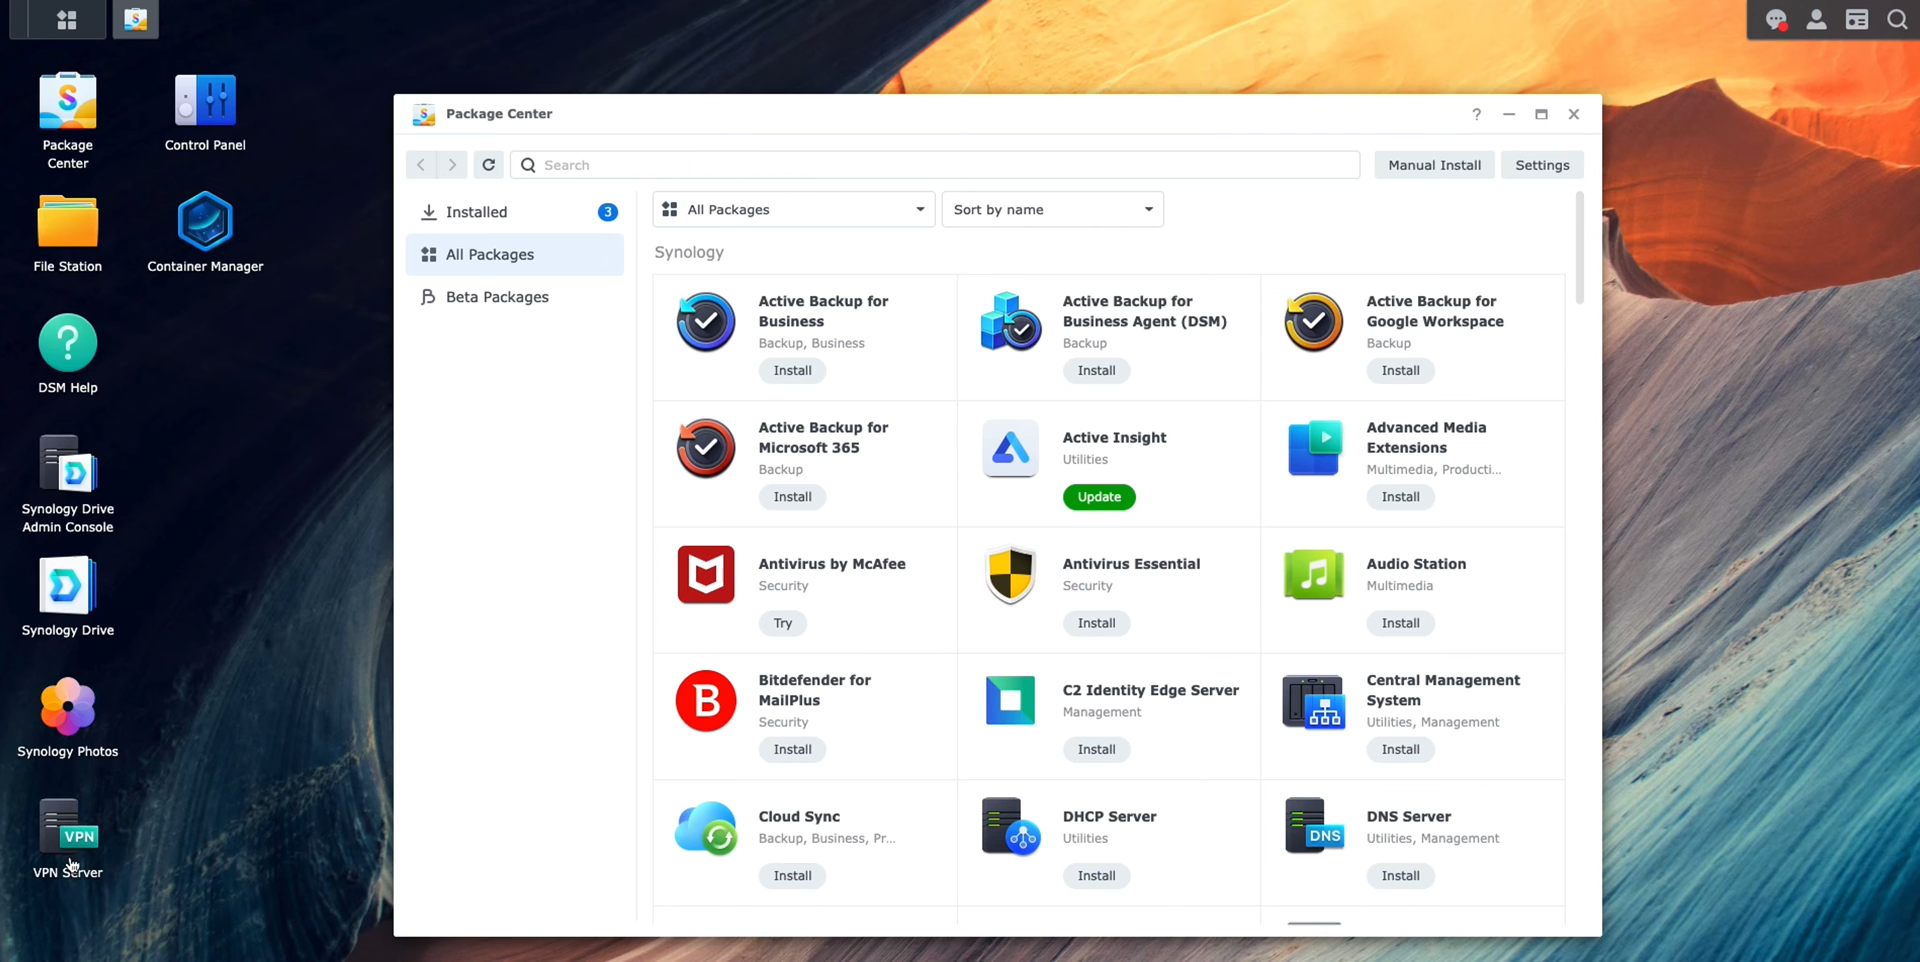 Package
Center
Control Panel
File Station
Container Manager
?
DSM Help
Synology Drive
Admin Console
Synology Drive
Synology Photos
VPN
VPN Server
S
Package Center
?
Search
Manual Install
Settings
Installed
3
All Packages
Beta Packages
All Packages
Sort by name
Synology
Active Backup for
Business
Backup, Business
Install
Active Backup for
Business Agent (DSM)
Backup
Install
Active Backup for
Google Workspace
Backup
Install
Active Backup for
Microsoft 365
Backup
Install
Active Insight
Utilities
Update
Advanced Media
Extensions
Multimedia, Producti...
Install
Antivirus by McAfee
Security
Try
Antivirus Essential
Security
Install
Audio Station
Multimedia
Install
B
Bitdefender for
MailPlus
Security
Install
C2 Identity Edge Server
Management
Install
Central Management
System
Utilities, Management
Install
Cloud Sync
Backup, Business, Pr...
Install
DHCP Server
Utilities
Install
DNS
DNS Server
Utilities, Management
Install